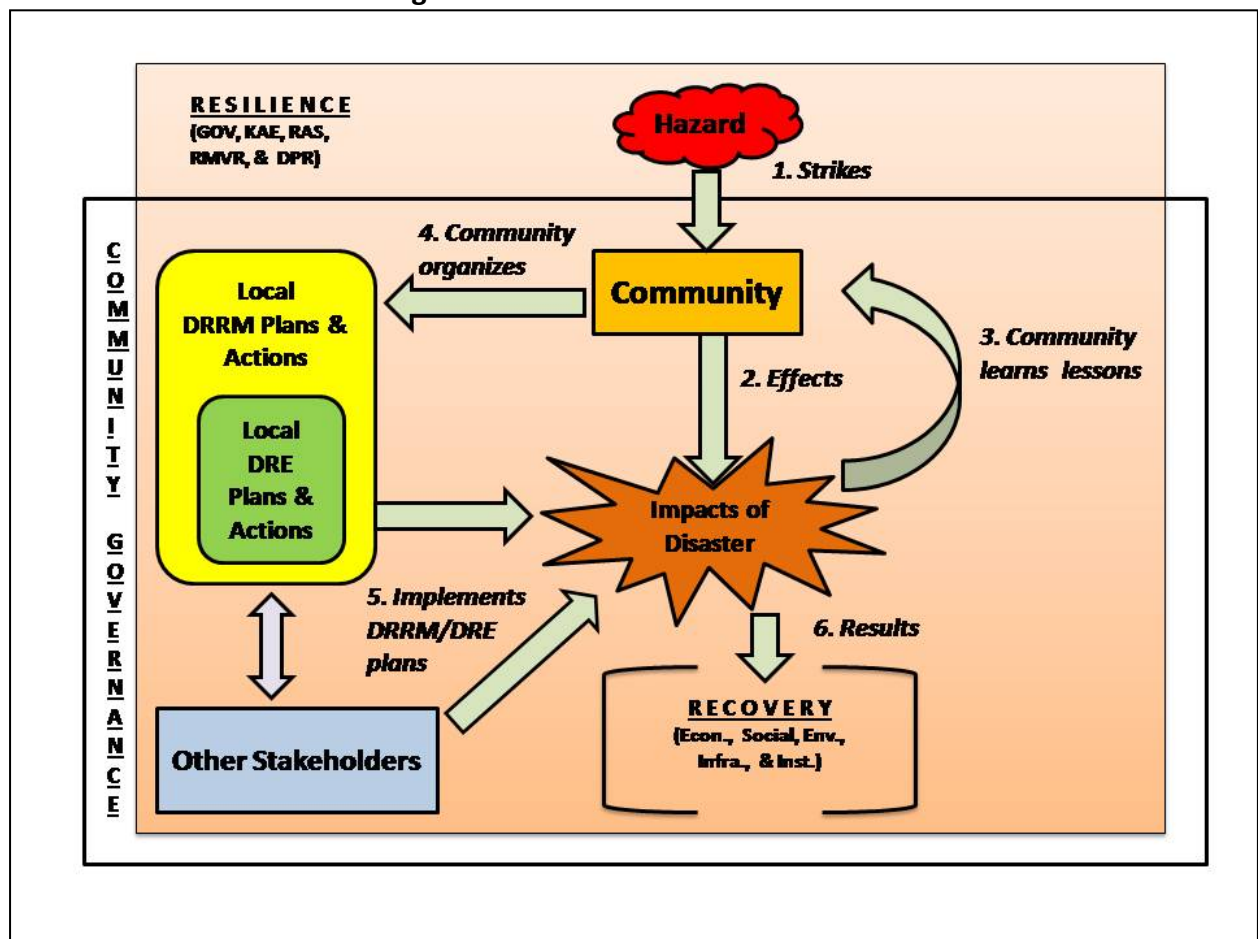 R E S I L I E N C E
(GOV, KAE, RAS,
RMVR, & DPR)
Hazard
1. Strikes
COMMUNITY GOVERNANCE
4. Community
organizes
Community
Local
DRRM Plans &
Actions
3. Community
learns lessons
2. Effects
Local
DRE
Plans &
Actions
Impacts of
Disaster
5. Implements
DRRM/DRE
plans
6. Results
R E C O V E R Y
(Econ., Social, Env.,
Infra., & Inst.)
Other Stakeholders